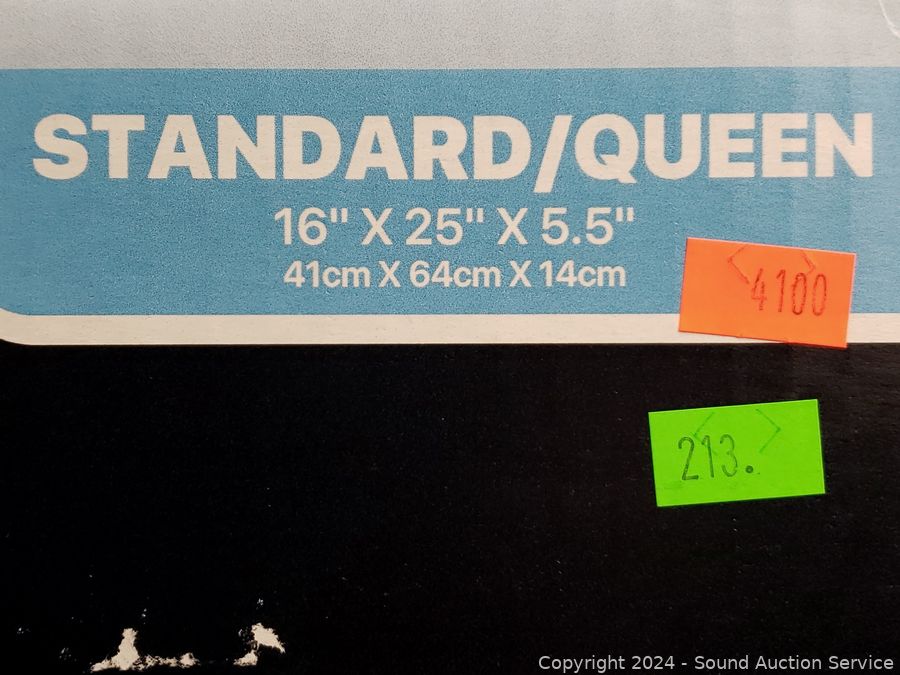 STANDARD/QUEEN
16" X 25" X 5.5"
41cm X 64cm X 14cm
4100
213.
Copyright 2024 - Sound Auction Service